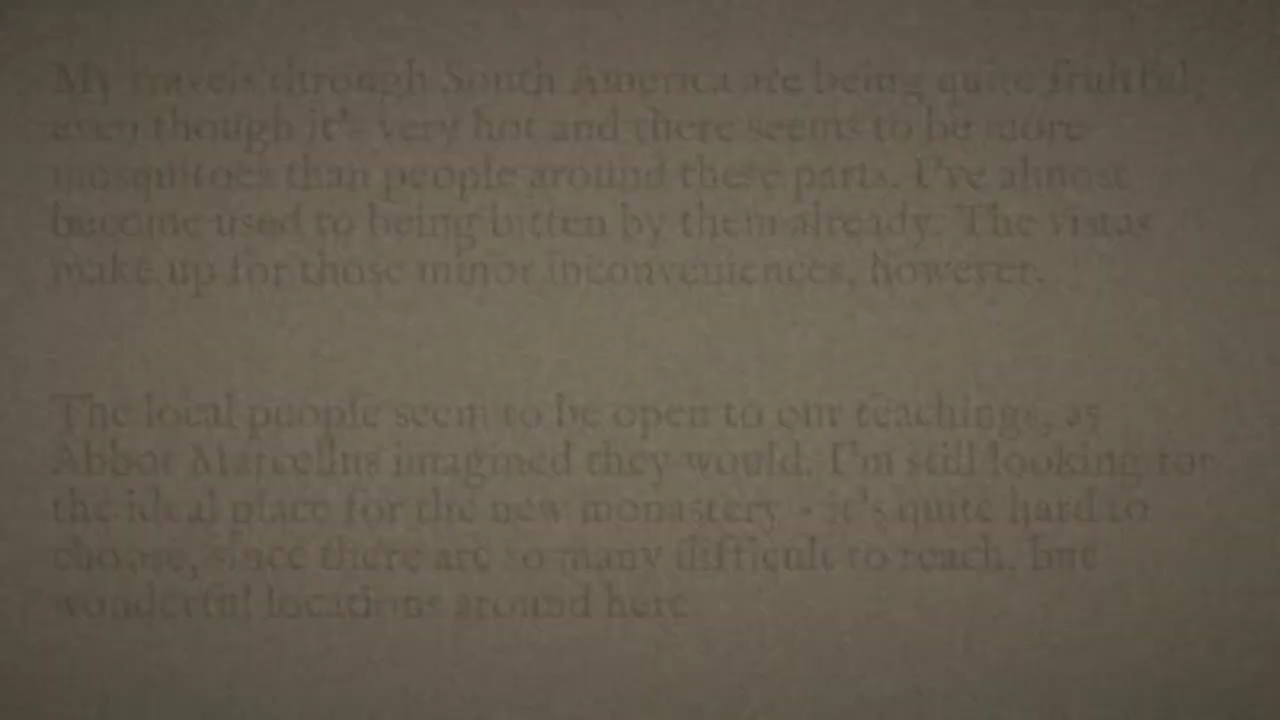 My travels through South America are being quite fruitful,
even though it's very hot and there seems to be more
mosquitoes than people around these parts. I've almost
become used to being bitten by them already. The vistas
make up for those minor inconveniences, however.
The local people seem to be open to our teachings, as
Abbot Marcellus imagined they would. I'm still looking for
the ideal place for the new monastery - it's quite hard to
choose, since there are so many difficult to reach, but
wonderful locations around here